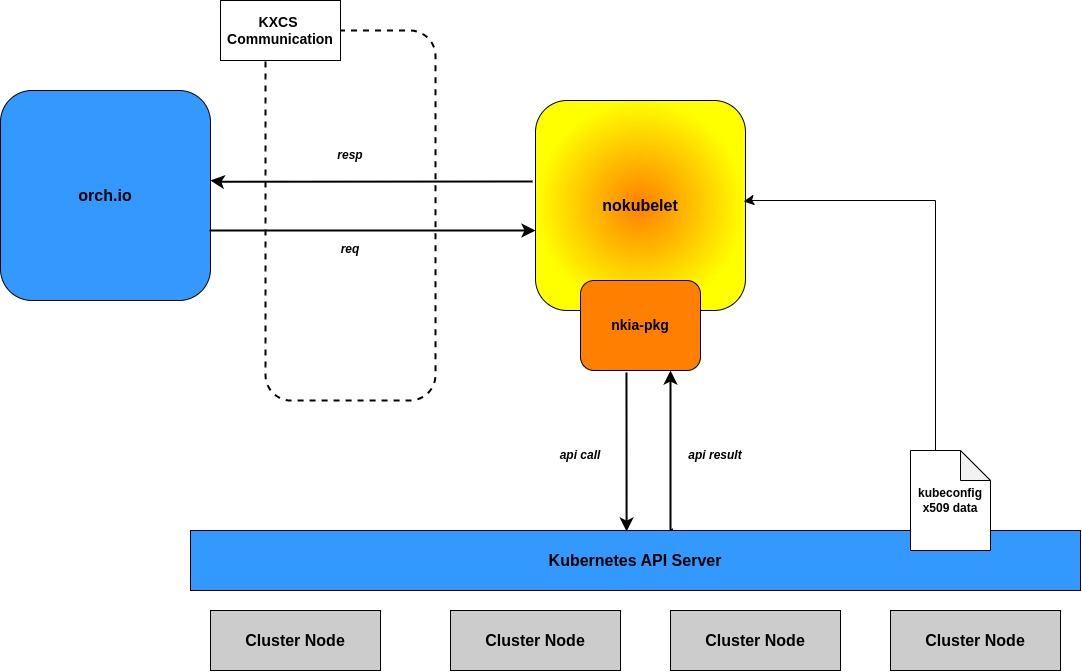 KXCS
Communication
orch.io
resp
req
nokubelet
nkia-pkg
api call
api result
kubeconfig
x509 data
Kubernetes API Server
Cluster Node
Cluster Node
Cluster Node
Cluster Node